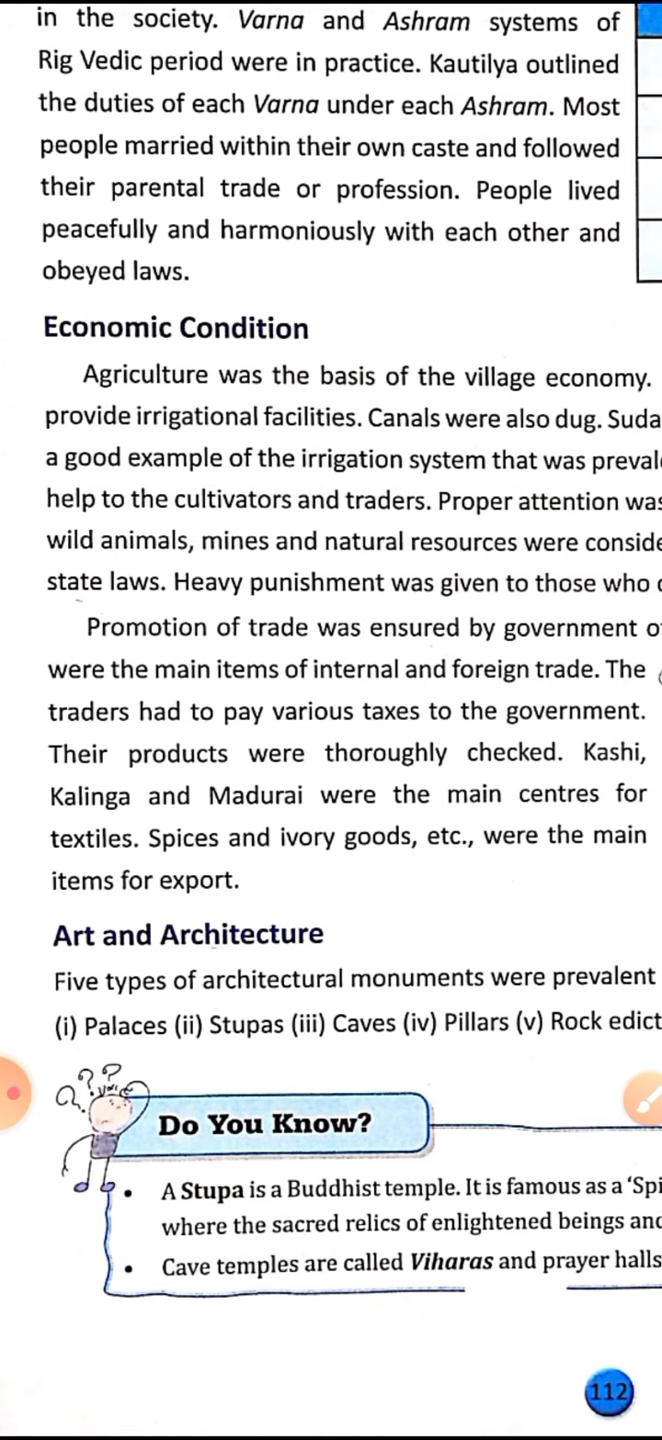 in the society. Varna and Ashram systems of
Rig Vedic period were in practice. Kautilya outlined
the duties of each Varna under each Ashram. Most
people married within their own caste and followed
their parental trade or profession. People lived
peacefully and harmoniously with each other and
obeyed laws.
Economic Condition
Agriculture was the basis of the village economy.
provide irrigational facilities. Canals were also dug. Suda
a good example of the irrigation system that was preval
help to the cultivators and traders. Proper attention was
wild animals, mines and natural resources were conside
state laws. Heavy punishment was given to those who
Promotion of trade was ensured by government
were the main items of internal and foreign trade. The
traders had to pay various taxes to the government.
Their products were thoroughly checked. Kashi,
Kalinga and Madurai were the main centres for
textiles. Spices and ivory goods, etc., were the main
items for export.
Art and Architecture
Five types of architectural monuments were prevalent
(i) Palaces (ii) Stupas (iii) Caves (iv) Pillars (v) Rock edict
???
Do You Know?
• A Stupa is a Buddhist temple. It is famous as a ‘Spi
where the sacred relics of enlightened beings and
• Cave temples are called Viharas and prayer halls
112